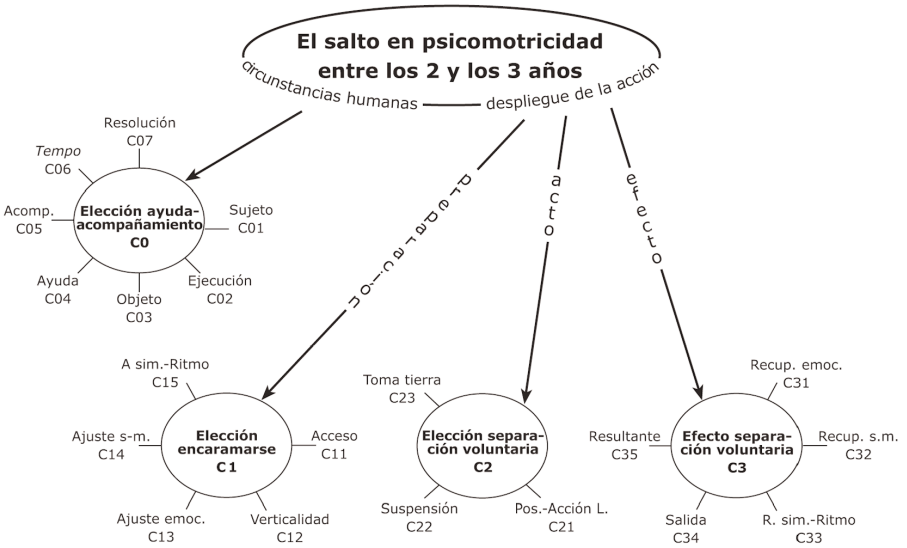 El salto en psicomotricidad
entre los 2 y los 3 años
circunstancias humanas
despliegue de la acción
preparación
acto
efecto
Resolución
C07
Tempo
C06
Acomp.
C05
Ayuda
C04
Objeto
C03
Ejecución
C02
Sujeto
C01
Elección ayuda-
acompañamiento
C0
A sim.-Ritmo
C15
Ajuste s-m.
C14
Ajuste emoc.
C13
Verticalidad
C12
Acceso
C11
Elección
encaramarse
C1
Toma tierra
C23
Suspensión
C22
Pos.-Acción L.
C21
Elección separa-
ción voluntaria
C2
Recup. emoc.
C31
Recup. s.m.
C32
R. sim.-Ritmo
C33
Salida
C34
Resultante
C35
Efecto separa-
ción voluntaria
C3